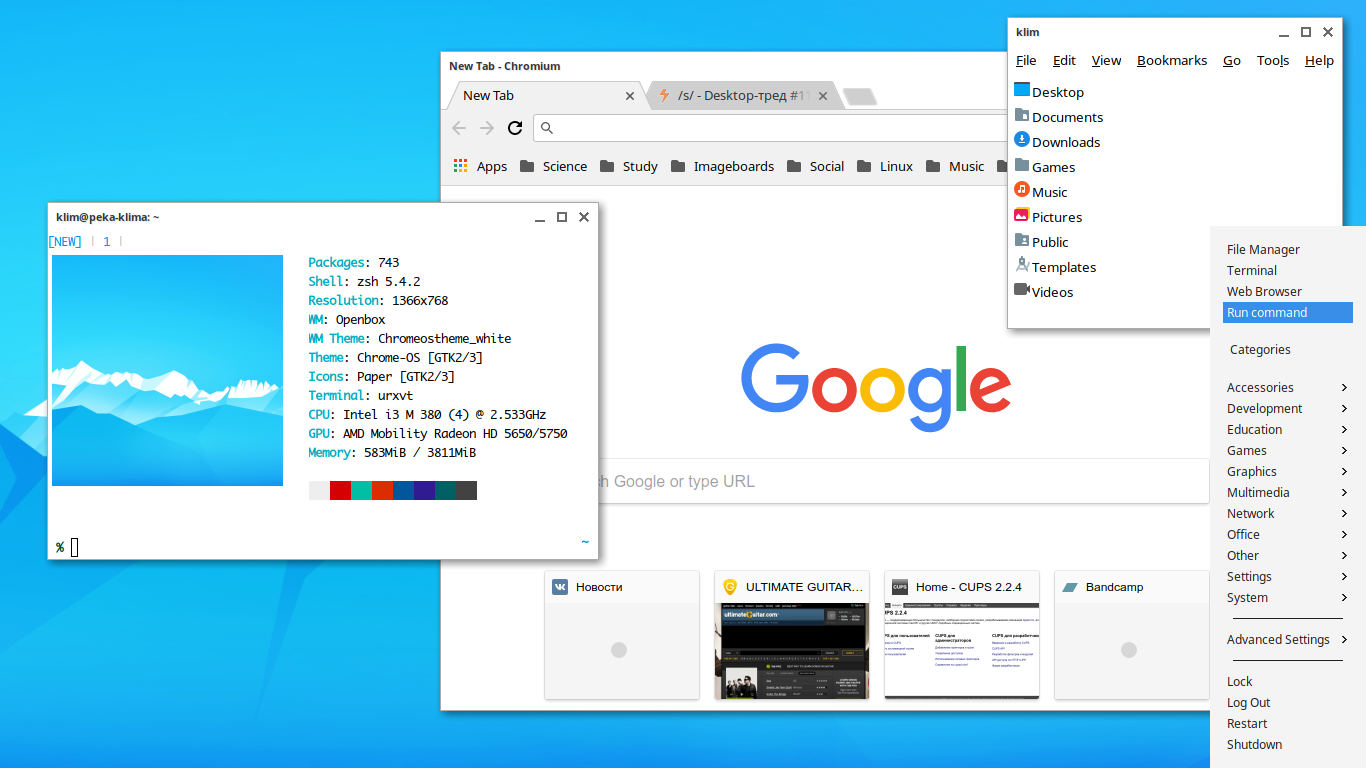 klim
File Edit View Bookmarks Go Tools Help
Desktop
Documents
Downloads
Games
Music
Pictures
Public
Templates
Videos
New Tab - Chromium
New Tab
/s/ - Desktop-тред #11
Apps Science Study Imageboards Social Linux Music
Google
Google or type URL
Новости
ULTIMATE GUITAR...
Home - CUPS 2.2.4
Bandcamp
klim@peka-klima: ~
[NEW] | 1 |
Packages: 743
Shell: zsh 5.4.2
Resolution: 1366x768
WM: Openbox
WM Theme: Chromeostheme_white
Theme: Chrome-OS [GTK2/3]
Icons: Paper [GTK2/3]
Terminal: urxvt
CPU: Intel i3 M 380 (4) @ 2.533GHz
GPU: AMD Mobility Radeon HD 5650/5750
Memory: 583MiB / 3811MiB
% ~
File Manager
Terminal
Web Browser
Run command
Categories
Accessories
Development
Education
Games
Graphics
Multimedia
Network
Office
Other
Settings
System
Advanced Settings
Lock
Log Out
Restart
Shutdown